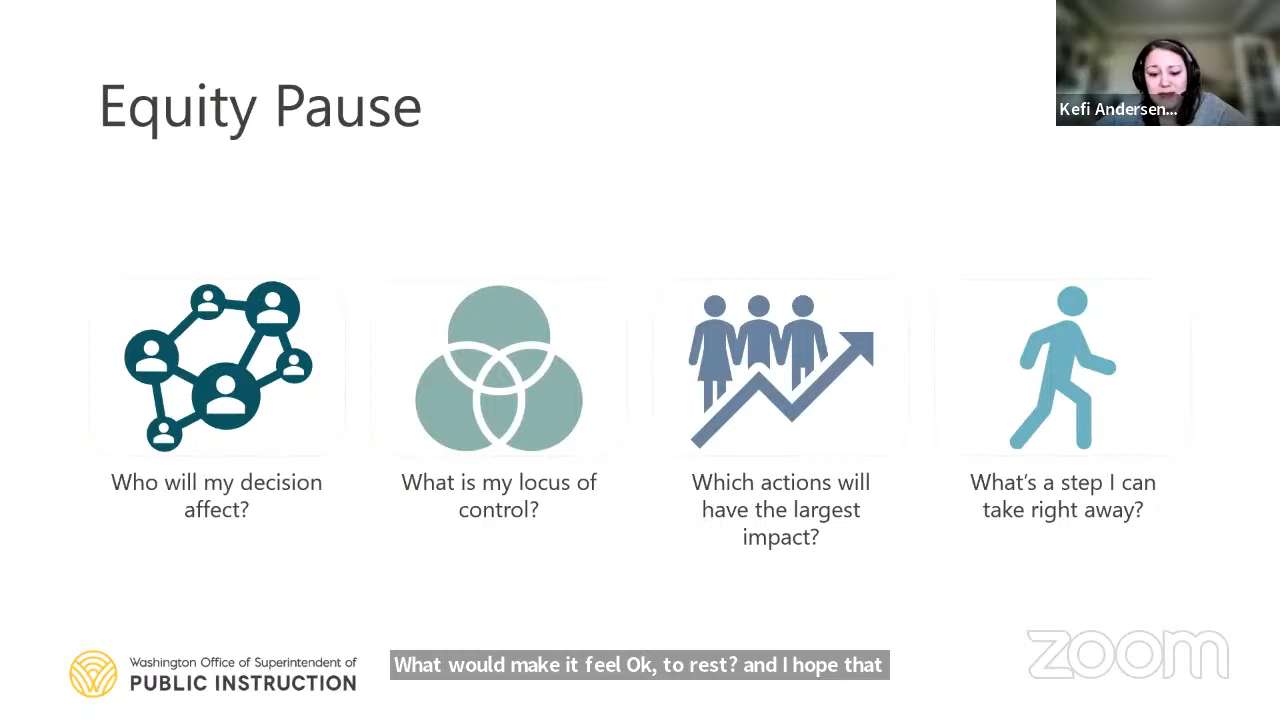 Equity Pause
Kefi Andersen...
Who will my decision
affect?
What is my locus of
control?
Which actions will
have the largest
impact?
What's a step I can
take right away?
Washington Office of Superintendent of
PUBLIC INSTRUCTION
What would make it feel Ok, to rest? and I hope that
zoom